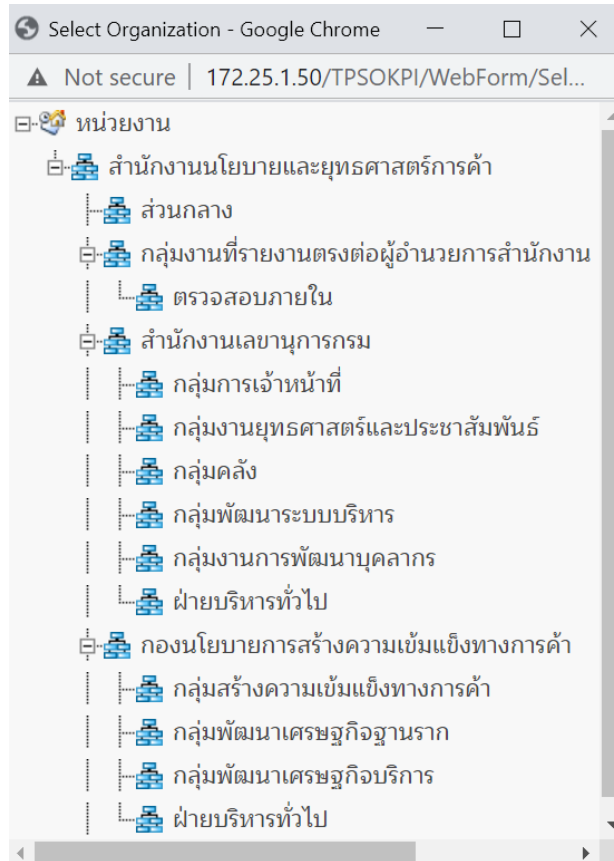 Select Organization - Google Chrome
Not secure | 172.25.1.50/TPSOKPI/WebForm/Sel...
หน่วยงาน
สำนักงานนโยบายและยุทธศาสตร์การค้า
ส่วนกลาง
กลุ่มงานที่รายงานตรงต่อผู้อำนวยการสำนักงาน
ตรวจสอบภายใน
สำนักงานเลขานุการกรม
กลุ่มการเจ้าหน้าที่
กลุ่มงานยุทธศาสตร์และประชาสัมพันธ์
กลุ่มคลัง
กลุ่มพัฒนาระบบบริหาร
กลุ่มงานการพัฒนาบุคลากร
ฝ่ายบริหารทั่วไป
กองนโยบายการสร้างความเข้มแข็งทางการค้า
กลุ่มสร้างความเข้มแข็งทางการค้า
กลุ่มพัฒนาเศรษฐกิจฐานราก
กลุ่มพัฒนาเศรษฐกิจบริการ
ฝ่ายบริหารทั่วไป